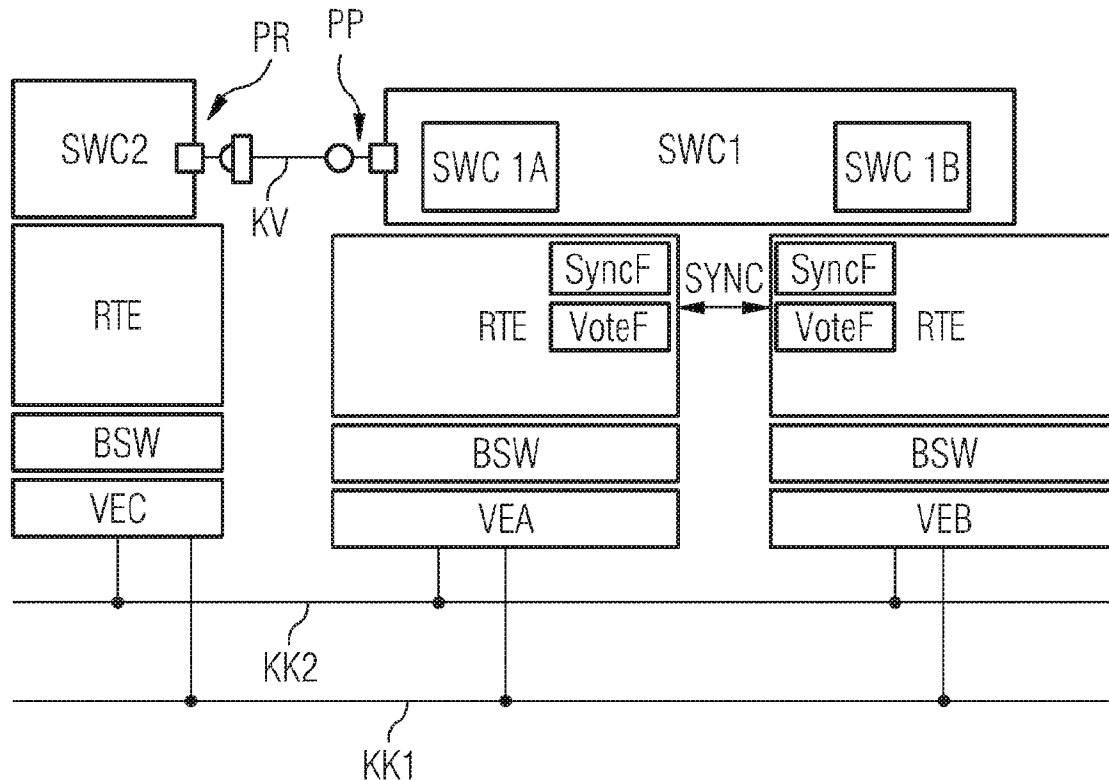 PR
PP
SWC2
SWC 1A
SWC1
SWC 1B
KV
RTE
SyncF
VoteF
RTE
SYNC
SyncF
VoteF
RTE
BSW
BSW
BSW
VEC
VEA
VEB
KK2
KK1